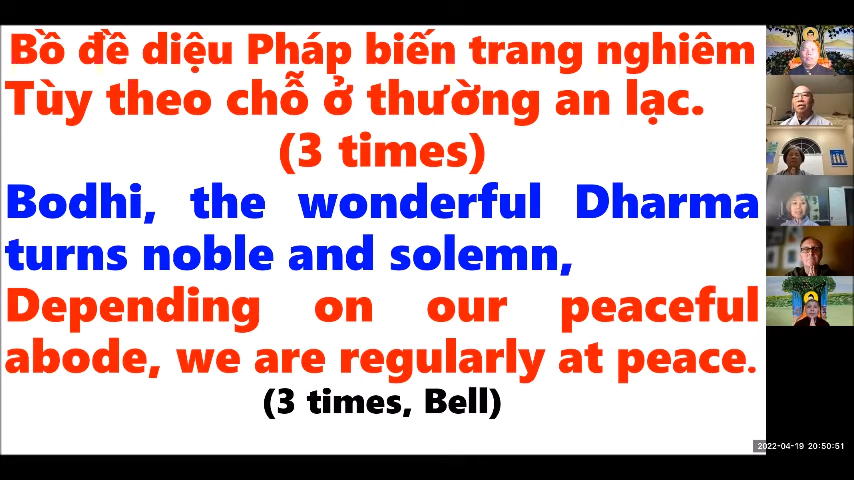 Bồ đề diệu Pháp biến trang nghiêm
Tùy theo chỗ ở thường an lạc.
(3 times)
Bodhi, the wonderful Dharma
turns noble and solemn,
Depending on our peaceful
abode, we are regularly at peace.
(3 times, Bell)
2022-04-19 20:50:51